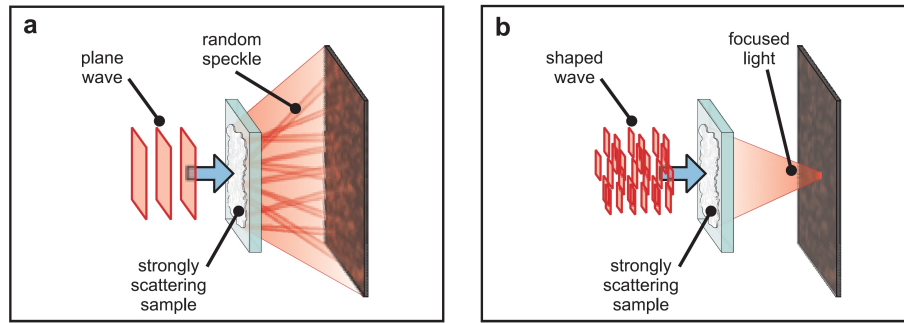 a
plane
wave
random
speckle
strongly
scattering
sample
b
shaped
wave
focused
light
strongly
scattering
sample